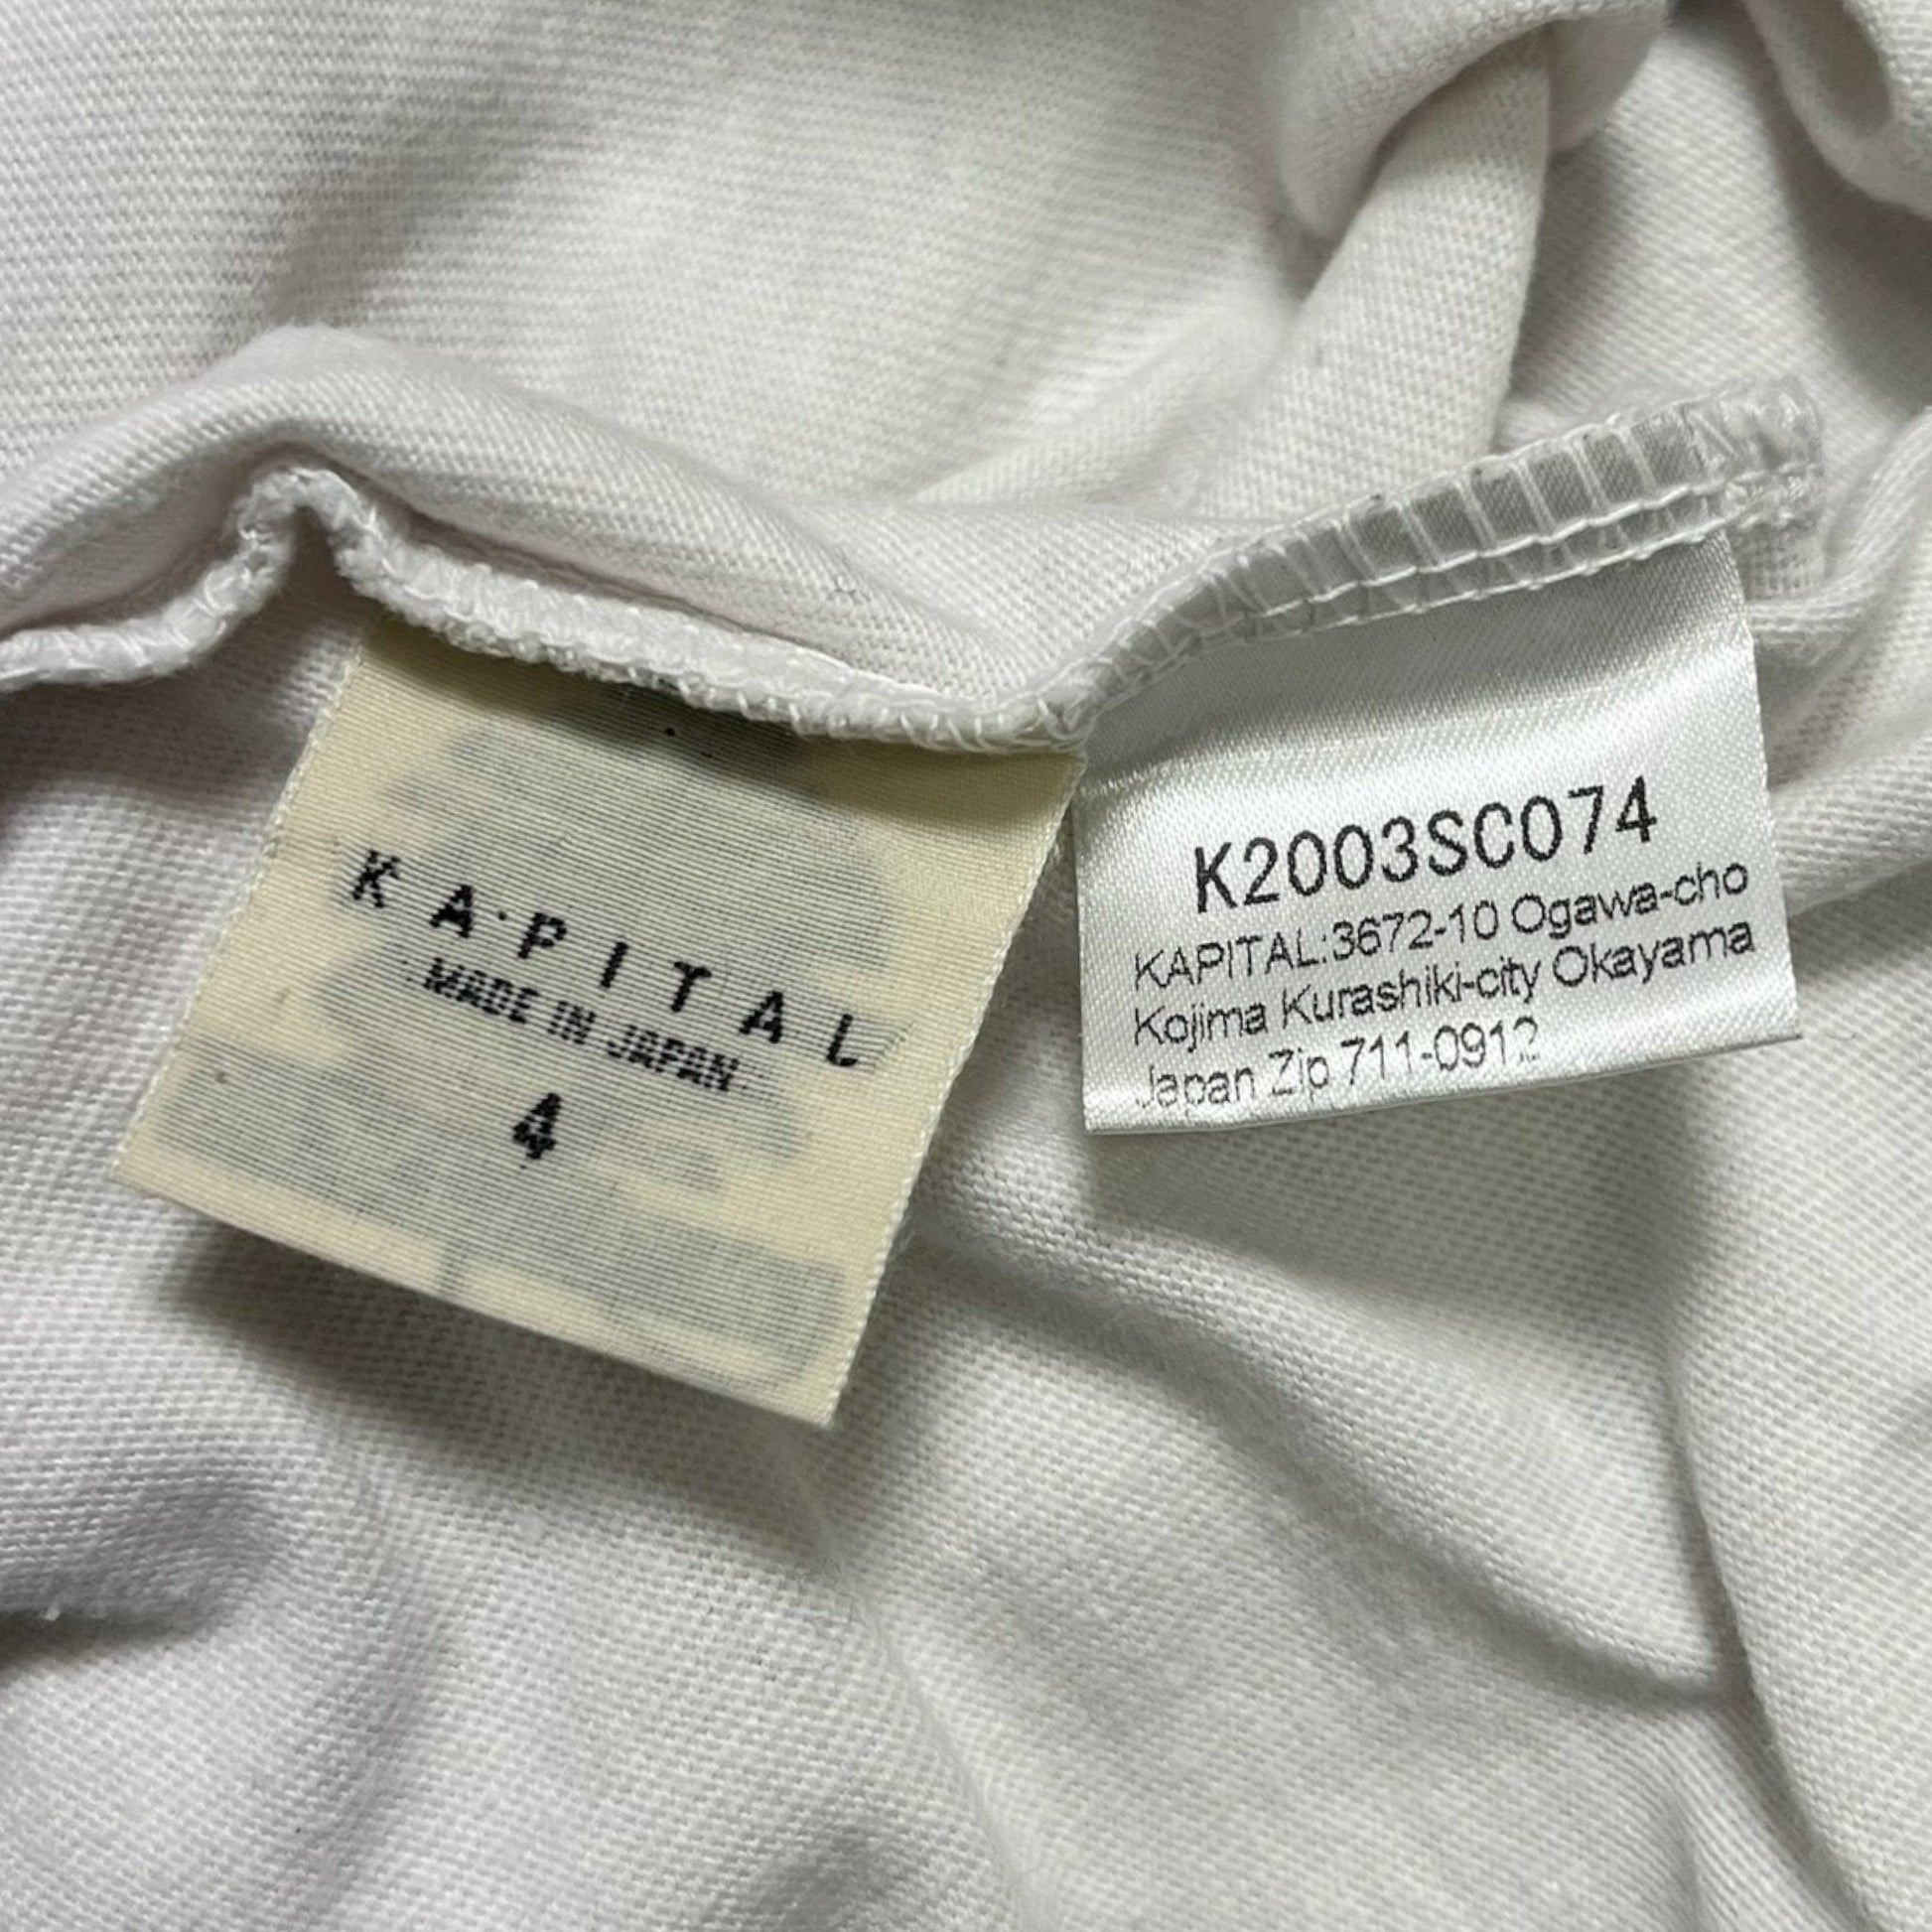 KAPITAL
MADE IN JAPAN
4
K2003SC074
KAPITAL:3672-10 Ogawa-cho
Kojima Kurashiki-city Okayama
Japan Zip 711-0912